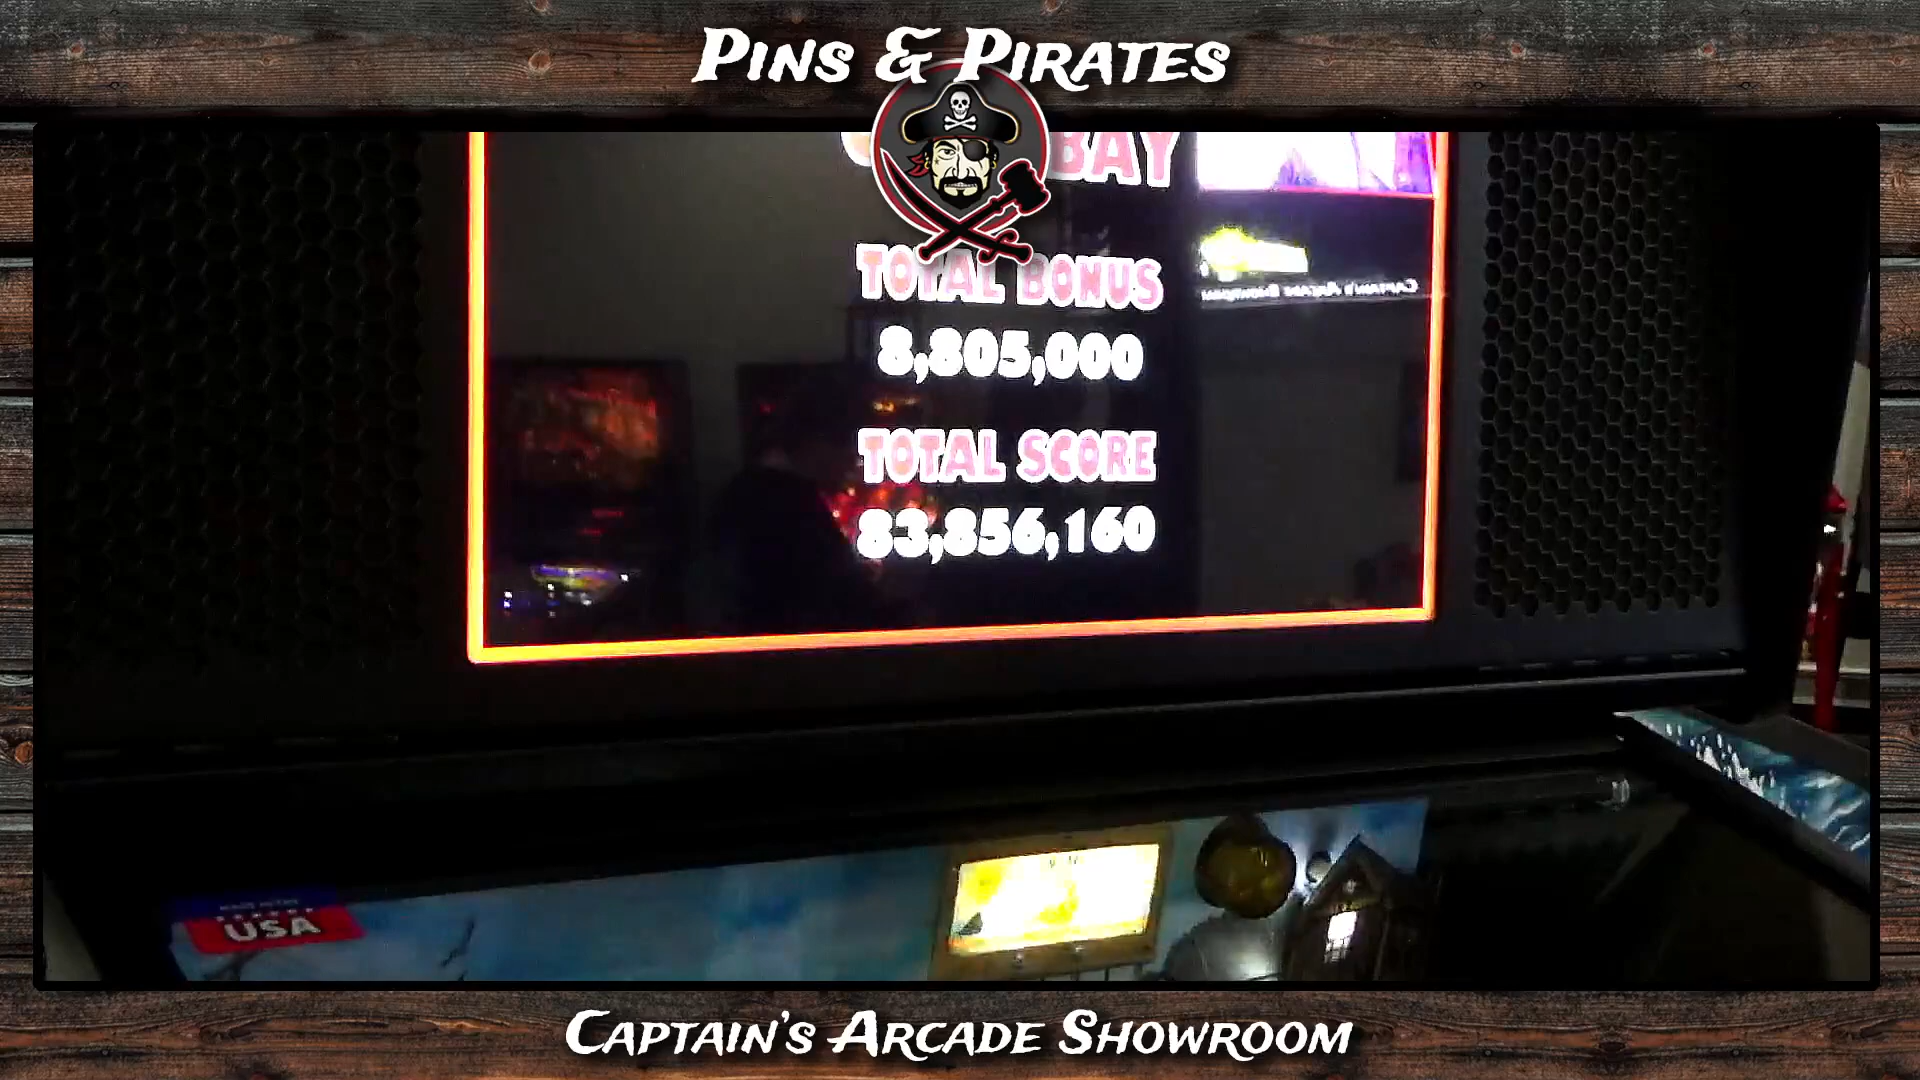 PINS & PIRATES
BAY
TOTAL BONUS
8,805,000
TOTAL SCORE
83,856,160
USA
CAPTAIN'S ARCADE SHOWROOM